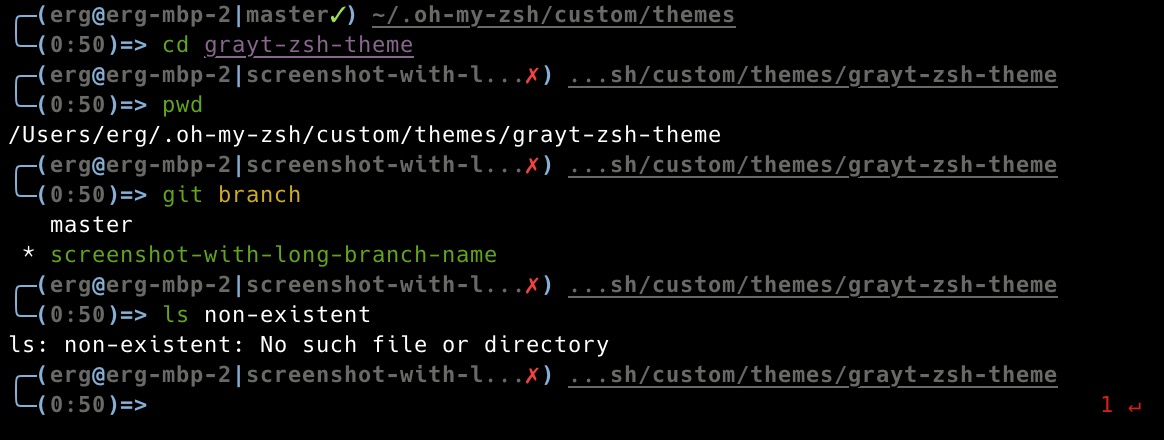 (erg@erg-mbp-2|master✓) ~/.oh-my-zsh/custom/themes
(0:50)=> cd grayt-zsh-theme
(erg@erg-mbp-2|screenshot-with-l...✗) ...sh/custom/themes/grayt-zsh-theme
(0:50)=> pwd
/Users/erg/.oh-my-zsh/custom/themes/grayt-zsh-theme
(erg@erg-mbp-2|screenshot-with-l...✗) ...sh/custom/themes/grayt-zsh-theme
(0:50)=> git branch
master
* screenshot-with-long-branch-name
(erg@erg-mbp-2|screenshot-with-l...✗) ...sh/custom/themes/grayt-zsh-theme
(0:50)=> ls non-existent
ls: non-existent: No such file or directory
(erg@erg-mbp-2|screenshot-with-l...✗) ...sh/custom/themes/grayt-zsh-theme
(0:50)=> 1 ↵